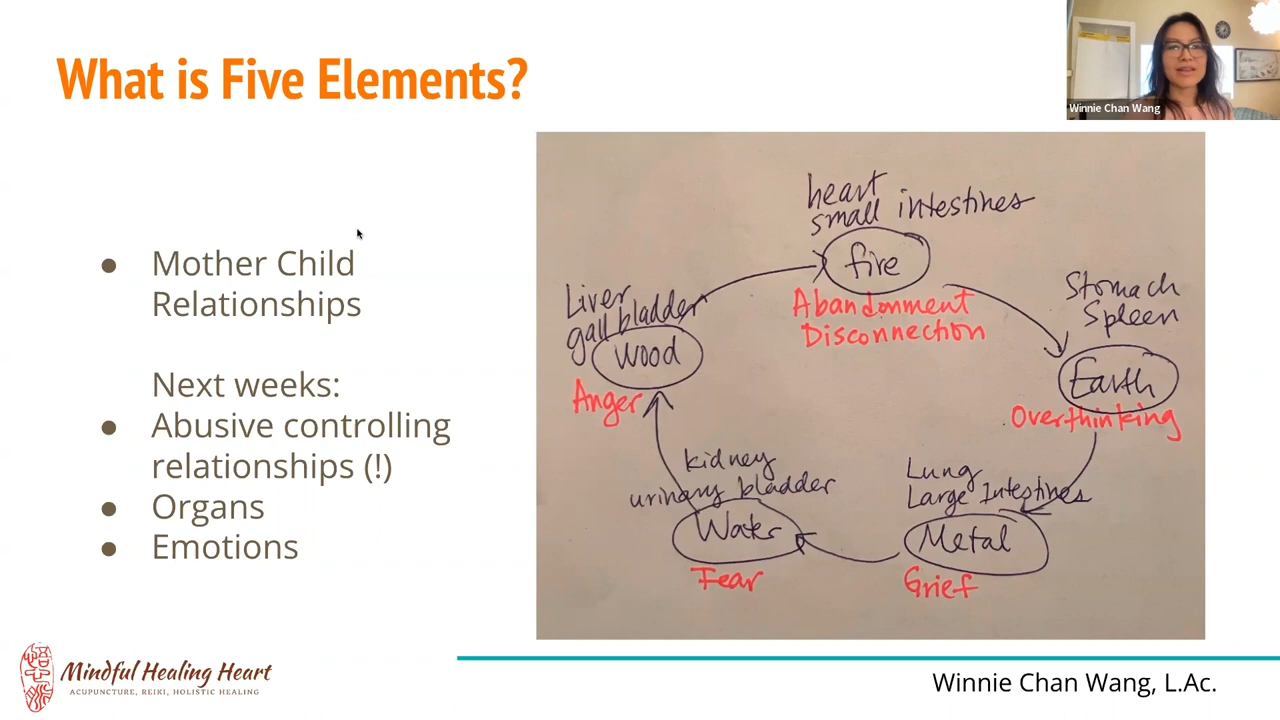 What is Five Elements?
Winnie Chan Wang
● Mother Child
Relationships
Next weeks:
● Abusive controlling
relationships (!)
● Organs
● Emotions
heart
small intestines
fire
Abandonment
Disconnection
Liver
gall bladder
Wood
Anger
Stomach
Spleen
Earth
Overthinking
kidney
urinary bladder
Water
Fear
Lung
Large Intestines
Metal
Grief
Mindful Healing Heart
ACUPUNCTURE, REIKI, HOLISTIC HEALING
Winnie Chan Wang, L.Ac.